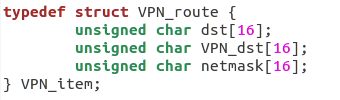 typedef struct VPN_route {
        unsigned char dst[16];
        unsigned char VPN_dst[16];
        unsigned char netmask[16];
} VPN_item;